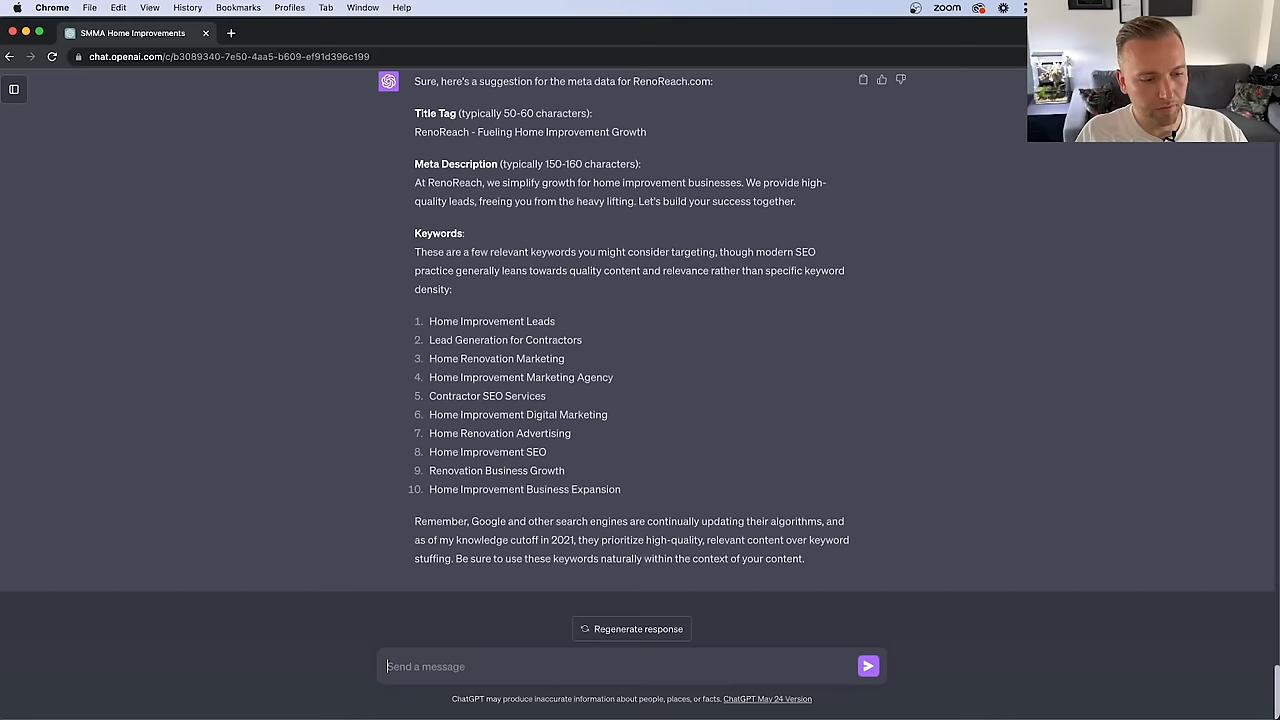 Chrome File Edit View History Bookmarks Profiles Tab Window Help zoom
SMMA Home Improvements
chat.openai.com/c/b3089340-7e50-4aa5-b609-ef91d396c199
Sure, here's a suggestion for the meta data for RenoReach.com:
Title Tag (typically 50-60 characters):
RenoReach - Fueling Home Improvement Growth
Meta Description (typically 150-160 characters):
At RenoReach, we simplify growth for home improvement businesses. We provide high-
quality leads, freeing you from the heavy lifting. Let's build your success together.
Keywords:
These are a few relevant keywords you might consider targeting, though modern SEO
practice generally leans towards quality content and relevance rather than specific keyword
density:
1. Home Improvement Leads
2. Lead Generation for Contractors
3. Home Renovation Marketing
4. Home Improvement Marketing Agency
5. Contractor SEO Services
6. Home Improvement Digital Marketing
7. Home Renovation Advertising
8. Home Improvement SEO
9. Renovation Business Growth
10. Home Improvement Business Expansion
Remember, Google and other search engines are continually updating their algorithms, and
as of my knowledge cutoff in 2021, they prioritize high-quality, relevant content over keyword
stuffing. Be sure to use these keywords naturally within the context of your content.
Regenerate response
Send a message
ChatGPT may produce inaccurate information about people, places, or facts. ChatGPT May 24 Version